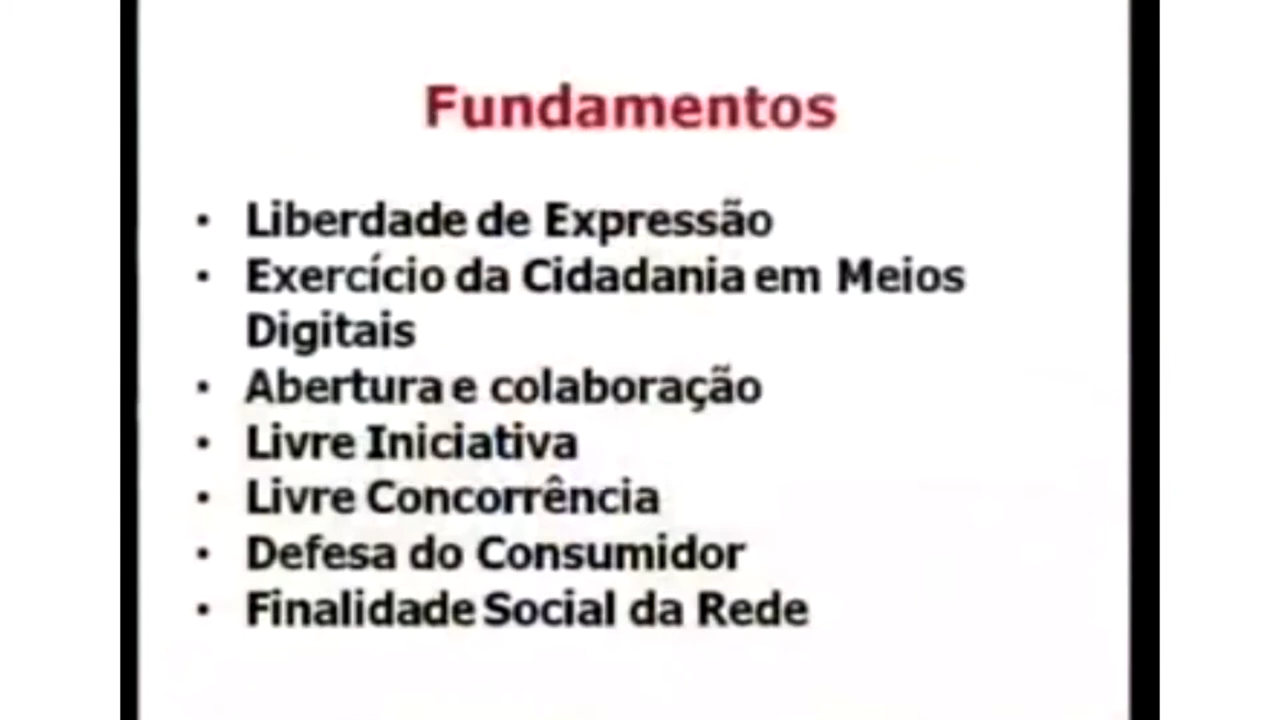 Fundamentos
• Liberdade de Expressão
• Exercício da Cidadania em Meios
Digitais
• Abertura e colaboração
• Livre Iniciativa
• Livre Concorrência
• Defesa do Consumidor
• Finalidade Social da Rede